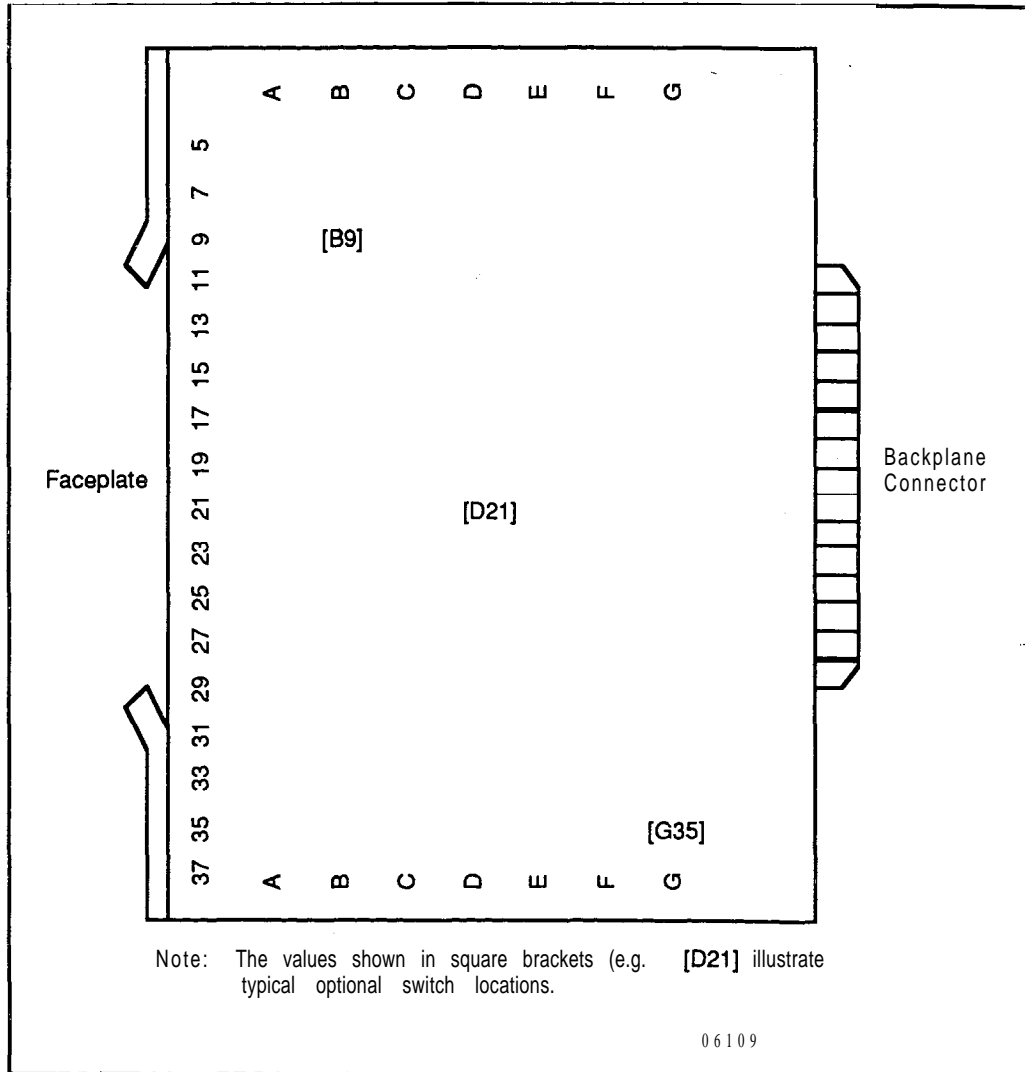 A B C D E F G
5
7
9
[B9]
11
13
15
17
19
Faceplate
Backplane
Connector
21
[D21]
23
25
27
29
31
33
35
[G35]
37
A B C D E F G
Note: The values shown in square brackets (e.g. [D21] illustrate
typical optional switch locations.
06109